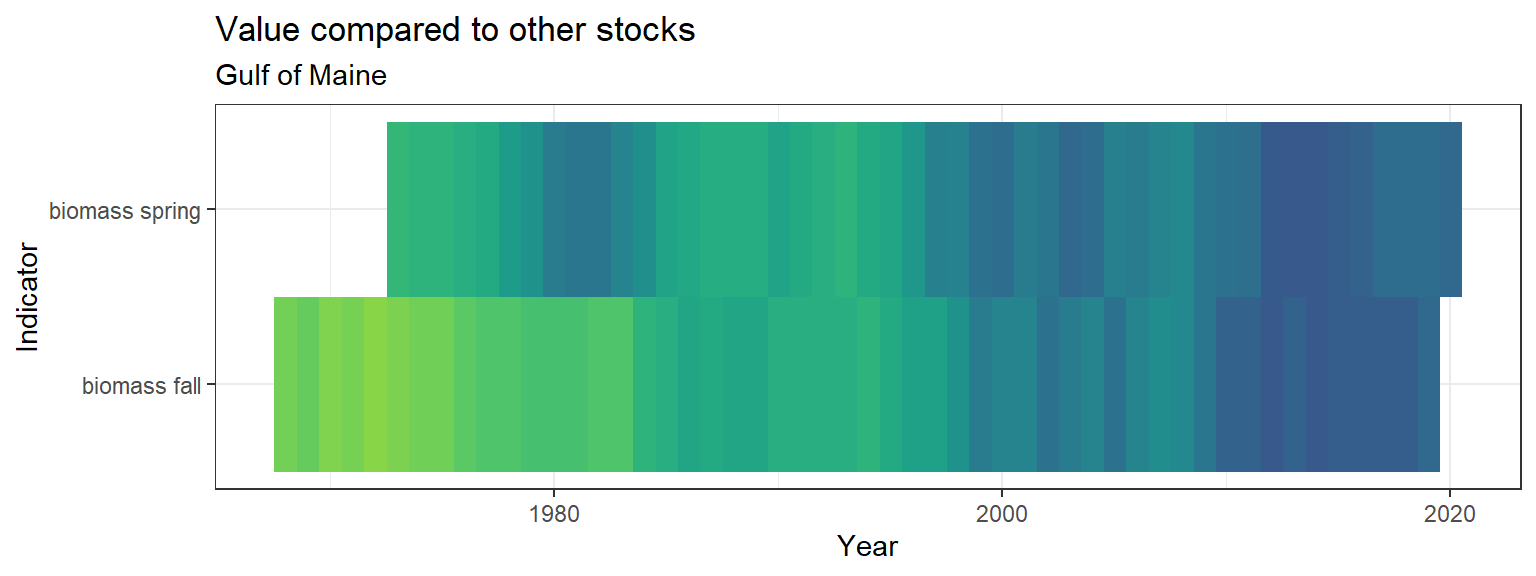 Value compared to other stocks
Gulf of Maine
Indicator
biomass spring
biomass fall
1980 2000 2020
Year